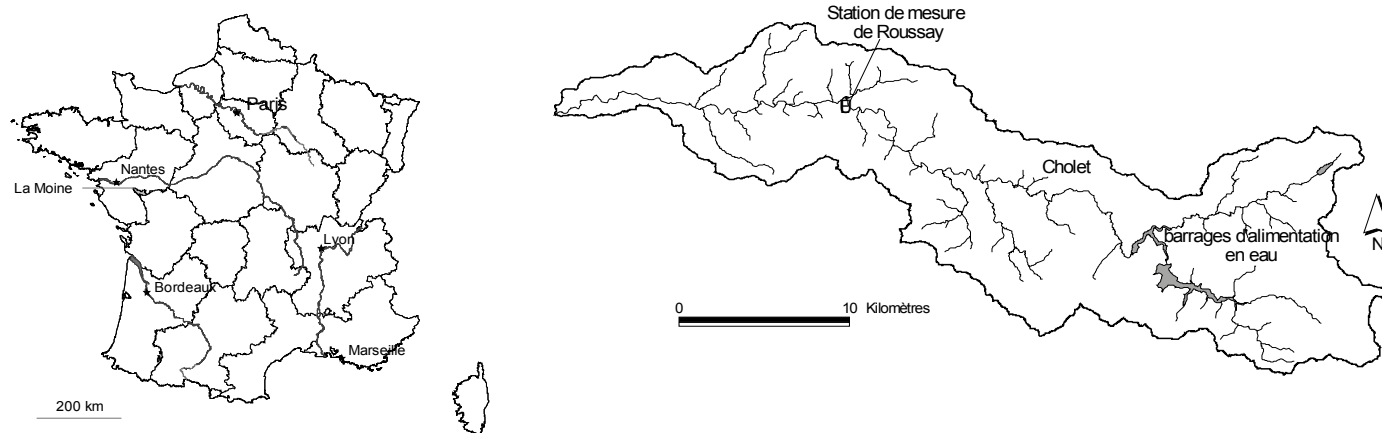 Paris
Nantes
La Moine
Lyon
Bordeaux
Marseille
200 km
Station de mesure
de Roussay
Cholet
barrages d'alimentation
en eau
0
10 Kilomètres
N